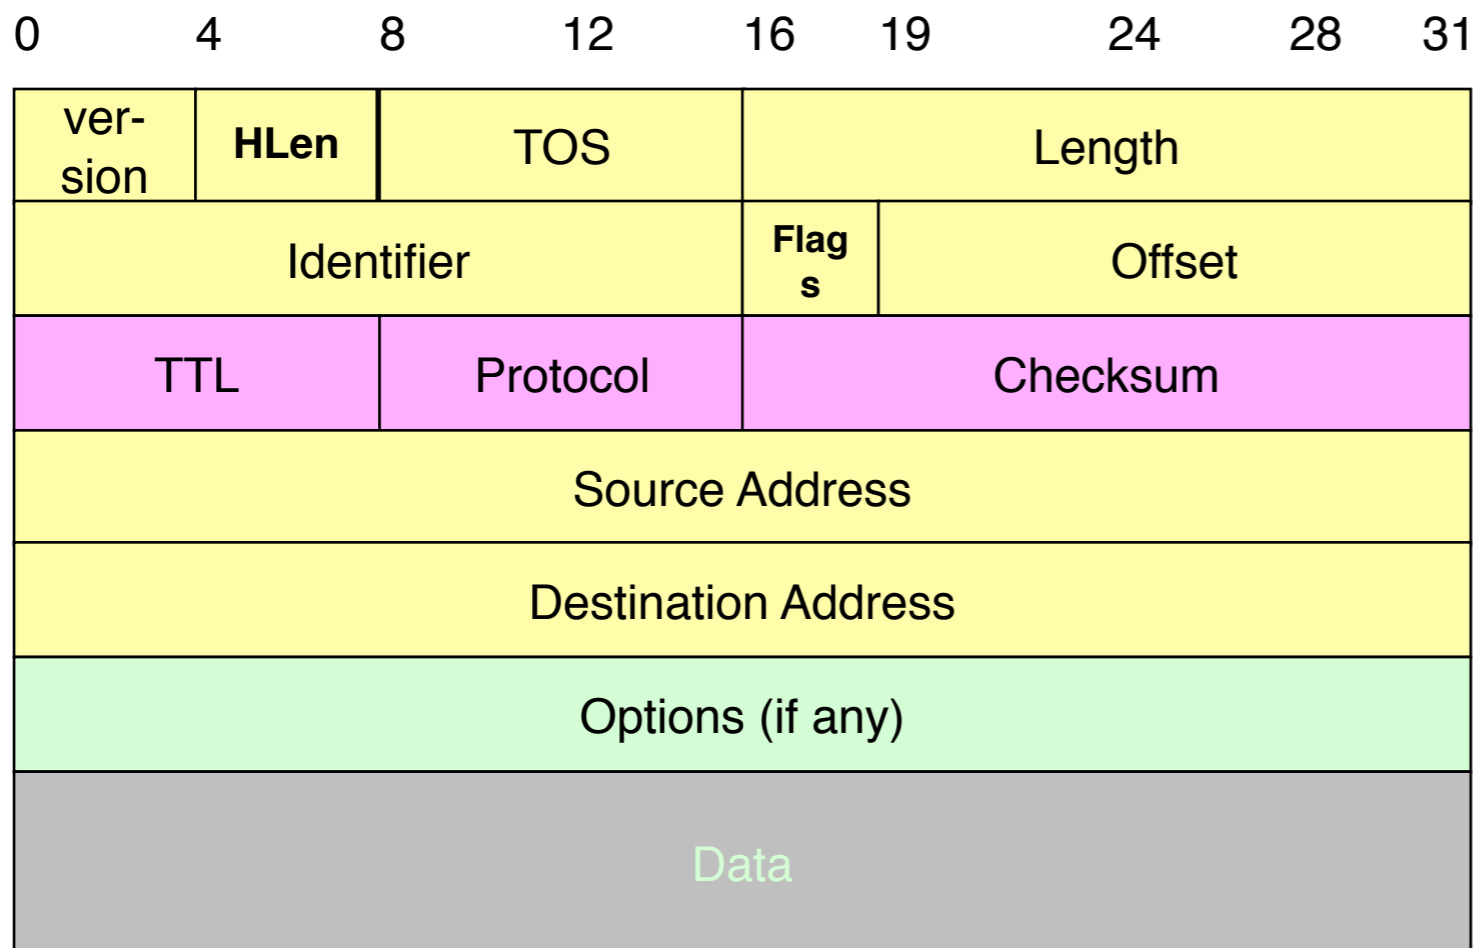 0 4 8 12 16 19 24 28 31
ver-
sion
HLen
TOS
Length
Identifier
Flag
s
Offset
TTL
Protocol
Checksum
Source Address
Destination Address
Options (if any)
Data